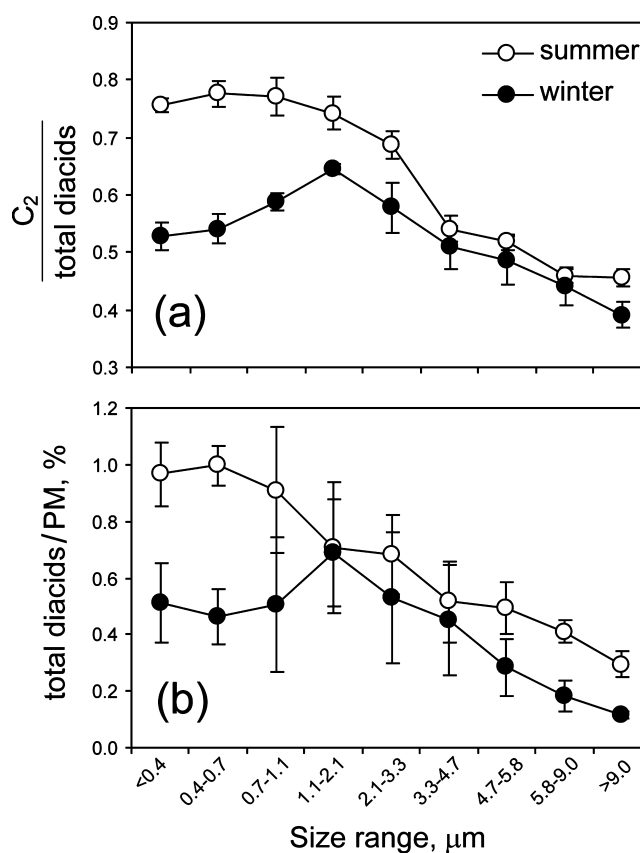 0.9
0.8
0.7
0.6
0.5
0.4
0.3
C₂
total diacids
summer
winter
(a)
1.2
1.0
0.8
0.6
0.4
0.2
0.0
total diacids/PM, %
(b)
<0.4
0.4-0.7
0.7-1.1
1.1-2.1
2.1-3.3
3.3-4.7
4.7-5.8
5.8-9.0
>9.0
Size range, μm